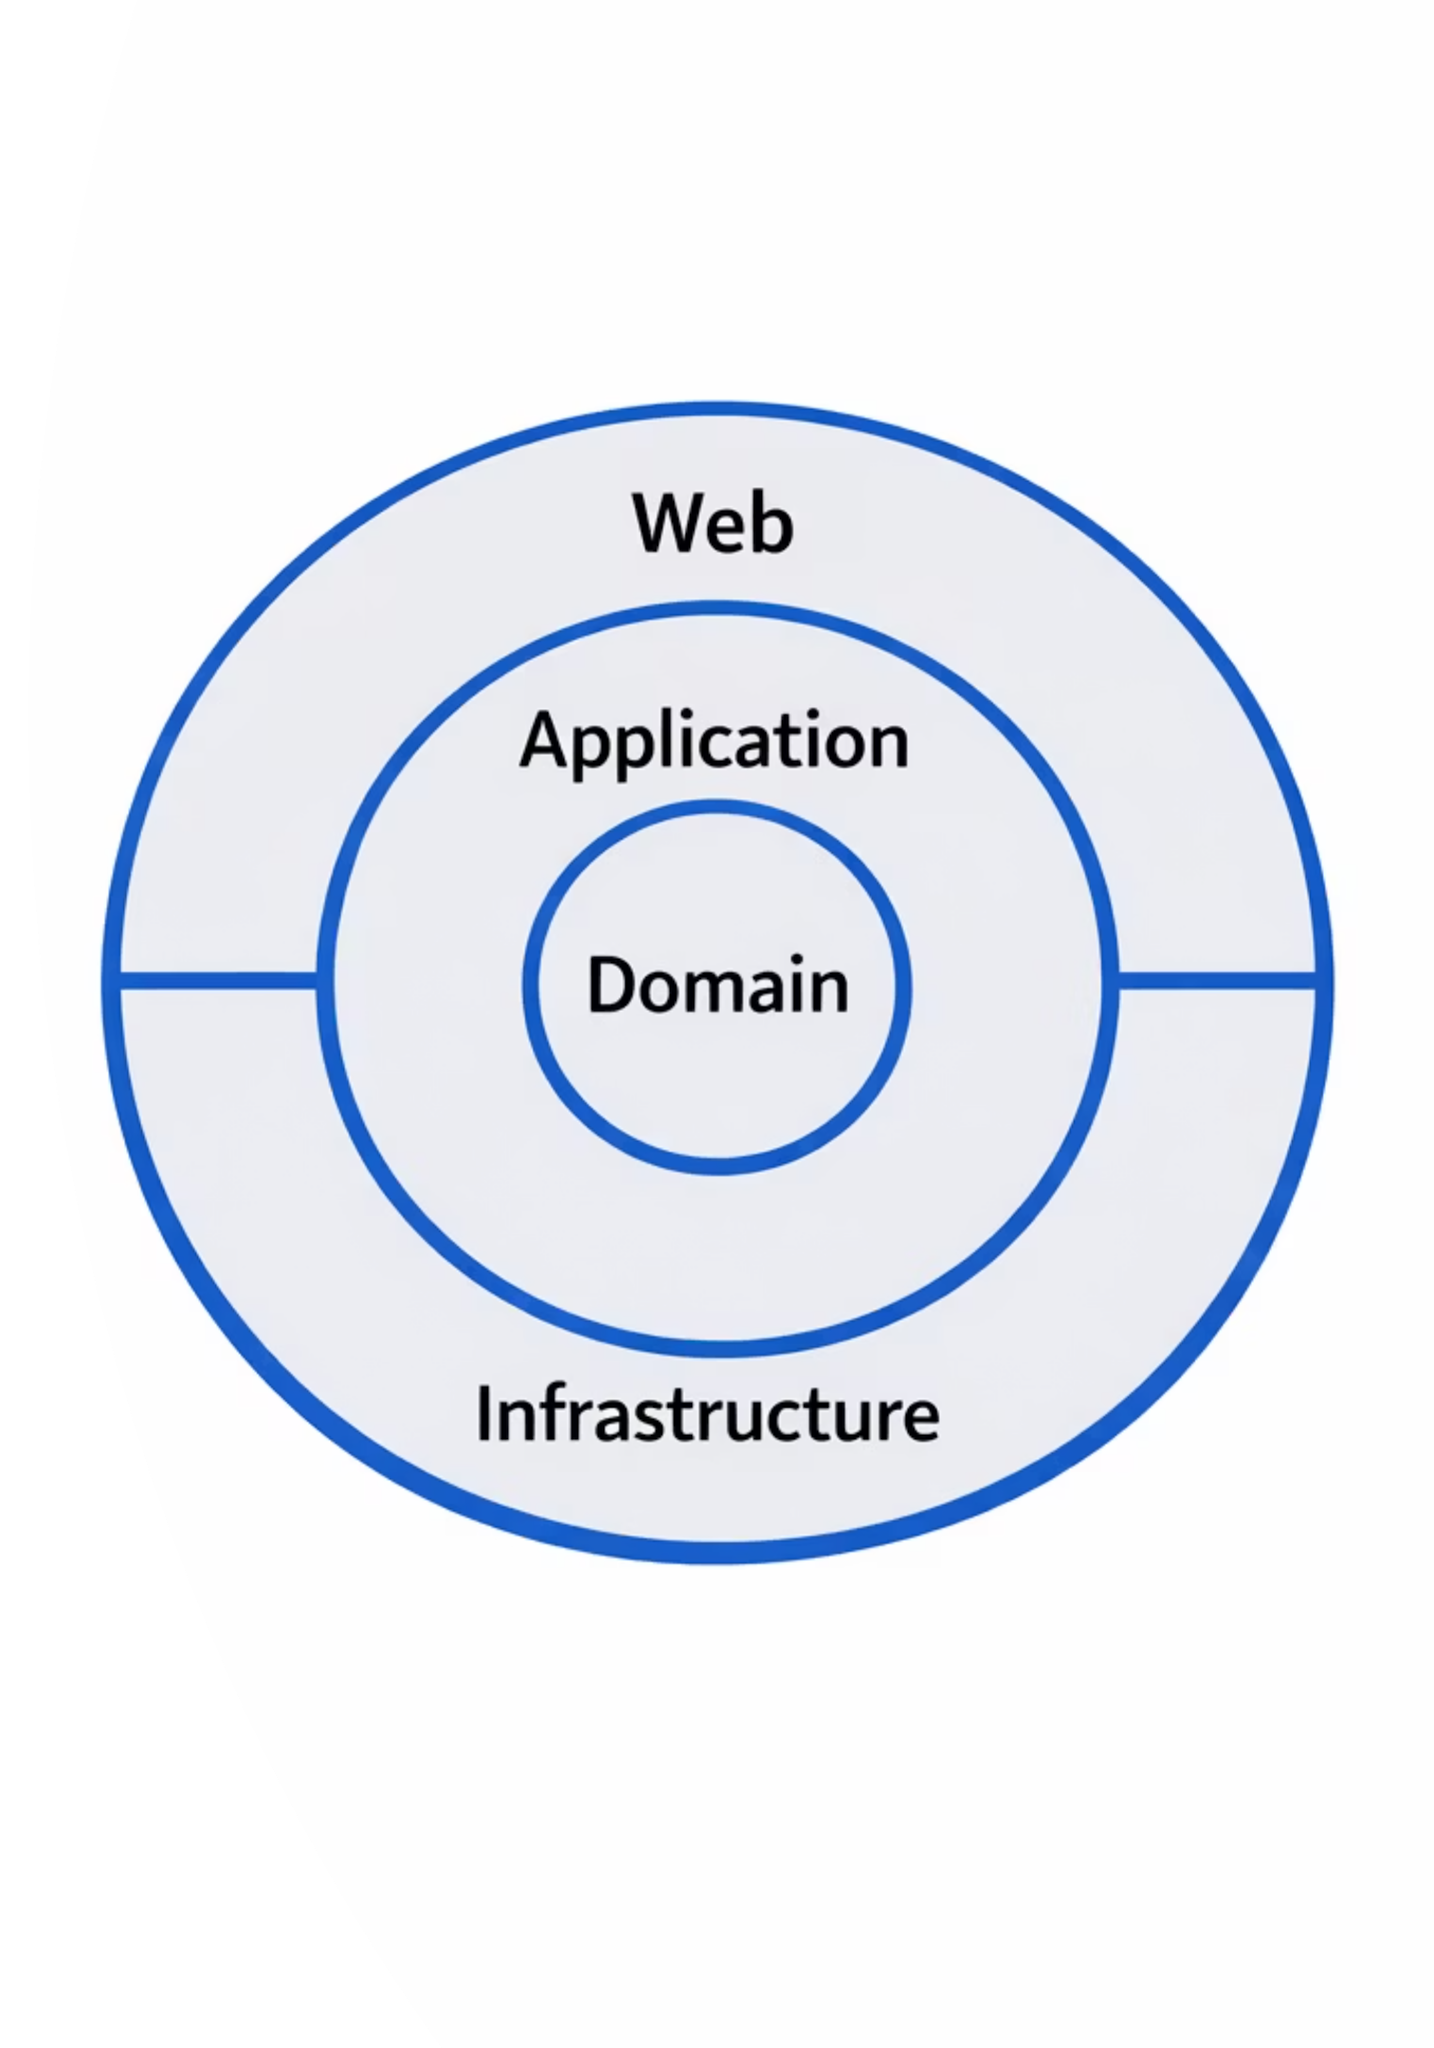 Web
Application
Domain
Infrastructure